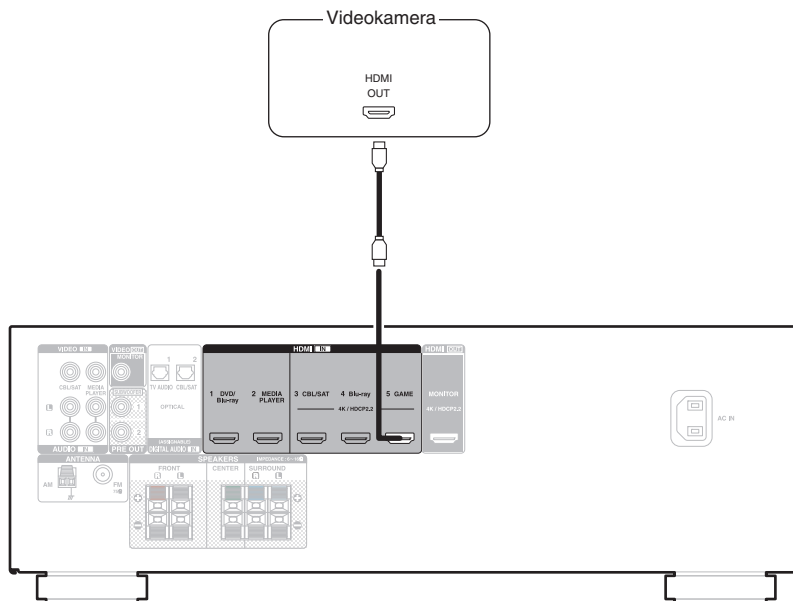 Videokamera
HDMI
OUT
HDMI IN
VIDEO IN
VIDEO OUT
MONITOR
HDMI OUT
1 2
TV AUDIO CBL/SAT
CBL/SAT MEDIA
PLAYER
OPTICAL
1 DVD/
Blu-ray
2 MEDIA
PLAYER
3 CBL/SAT
4 Blu-ray
5 GAME
4K / HDCP2.2
MONITOR
4K / HDCP2.2
L
R
1
2
(ASSIGNABLE)
AUDIO IN
PRE OUT
DIGITAL AUDIO IN
AC IN
ANTENNA
AM
FM
SPEAKERS
FRONT
R L
CENTER
SURROUND
R L
+
−
+
−